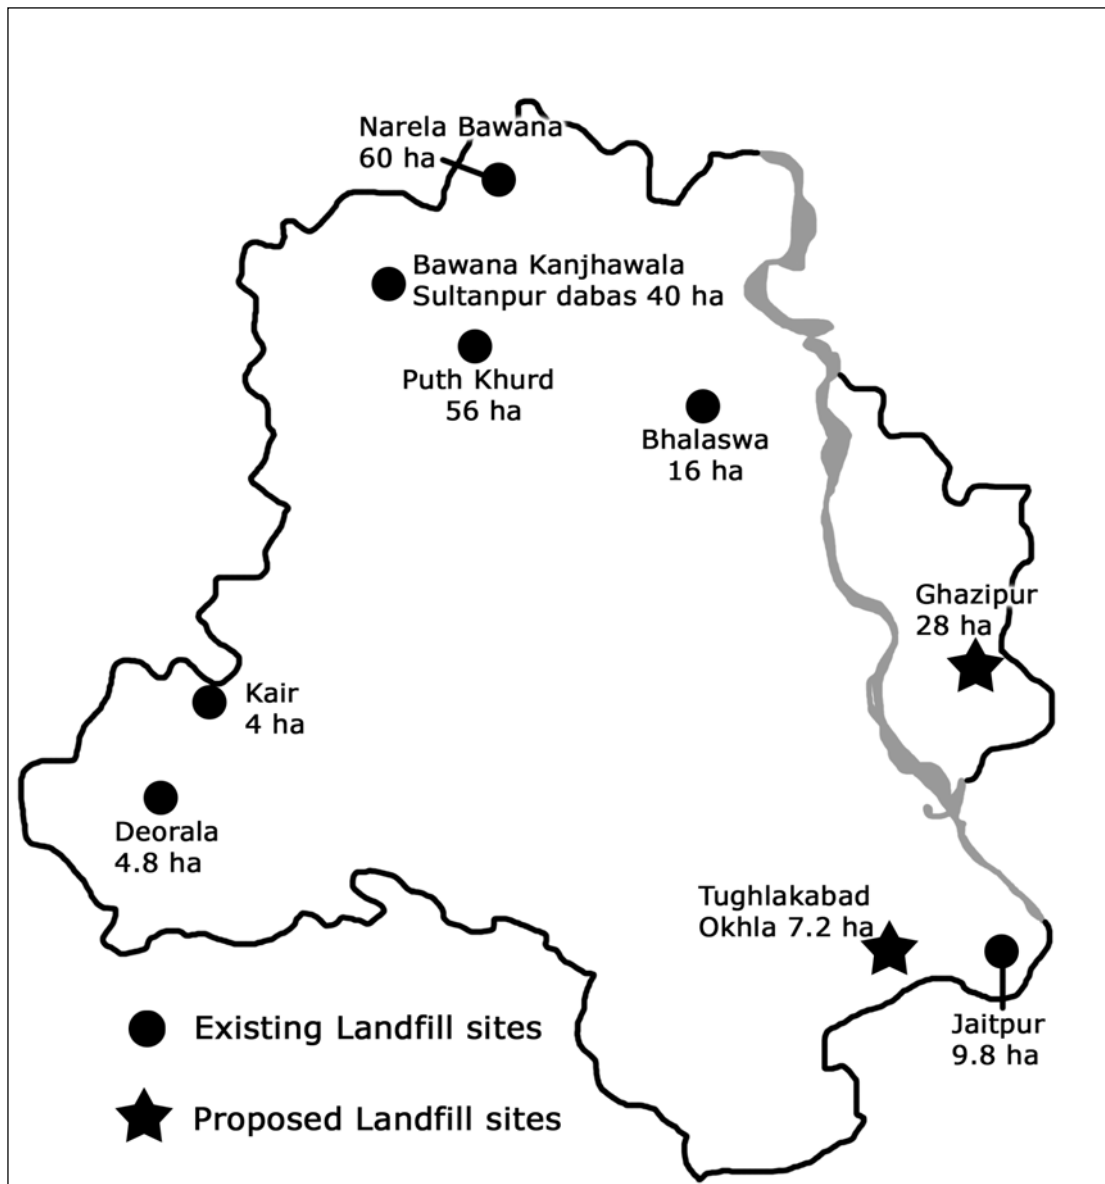 Narela Bawana
60 ha
Bawana Kanjhawala
Sultanpur dabas 40 ha
Puth Khurd
56 ha
Bhalaswa
16 ha
Ghazipur
28 ha
Kair
4 ha
Deorala
4.8 ha
Tughlakabad
Okhla 7.2 ha
Jaitpur
9.8 ha
Existing Landfill sites
Proposed Landfill sites